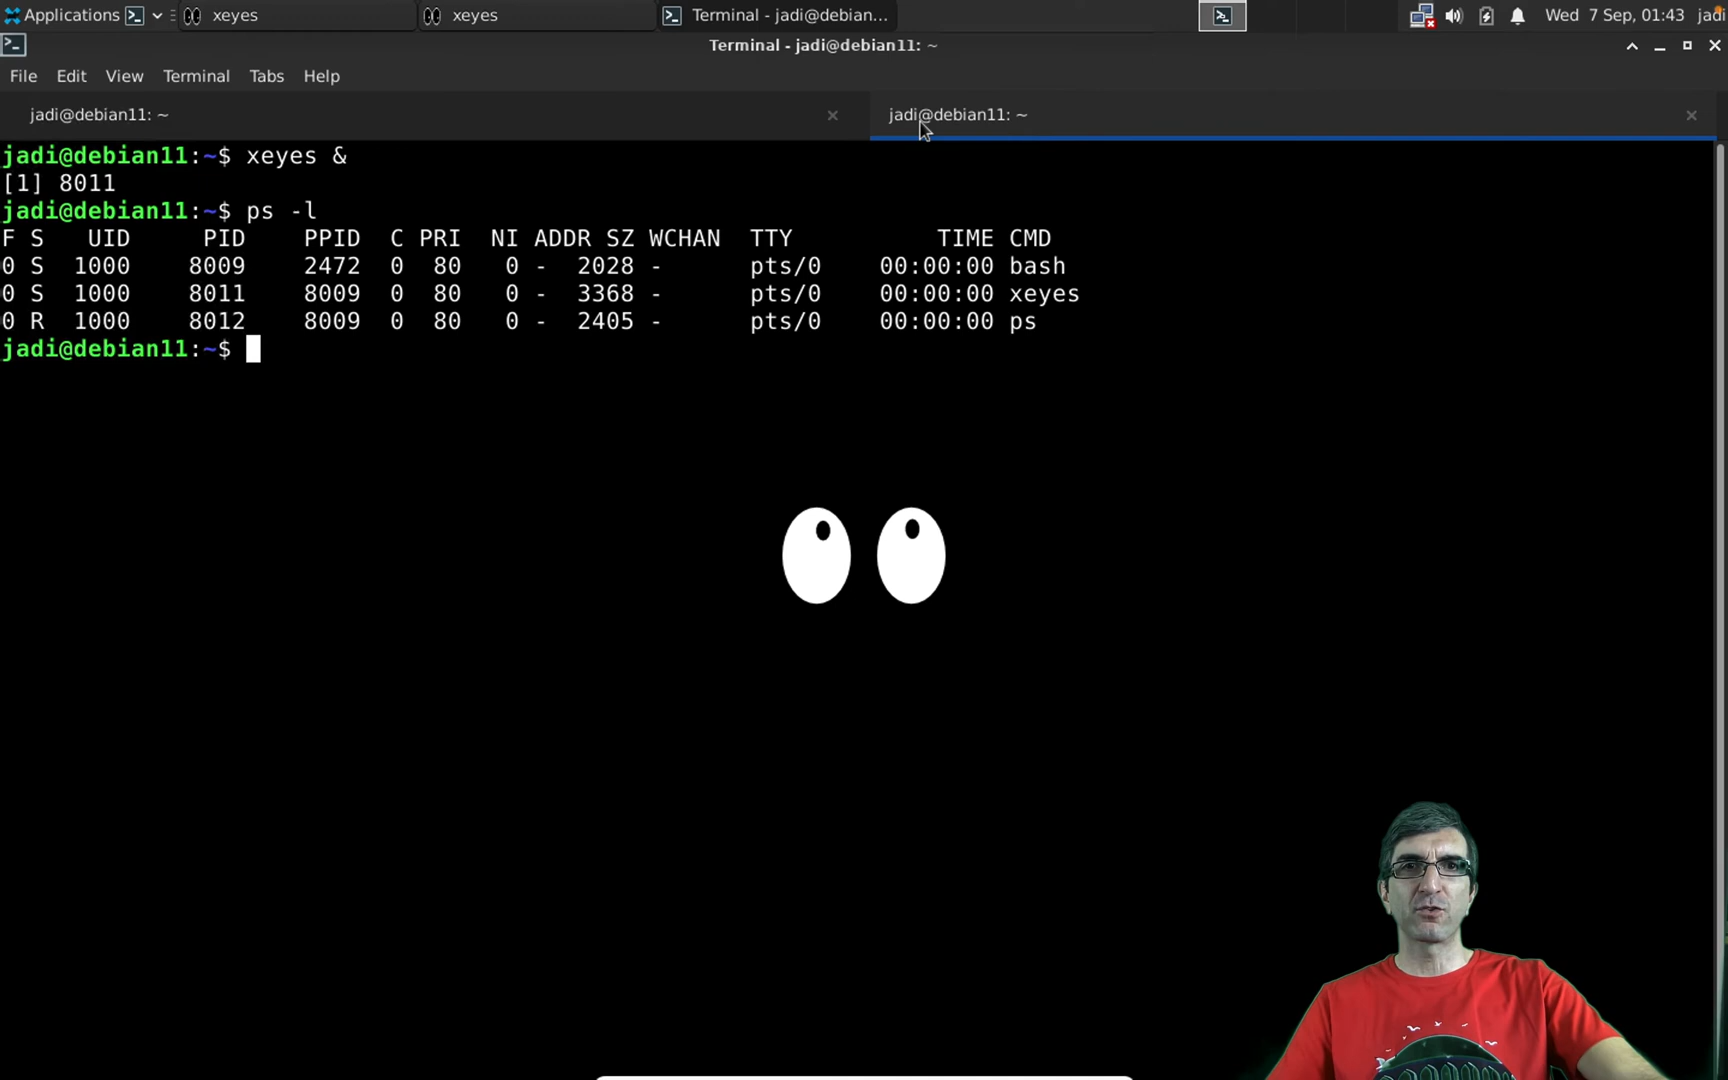 Applications xeyes xeyes Terminal - jadi@debian... Wed 7 Sep, 01:43 jadi
Terminal - jadi@debian11: ~
File Edit View Terminal Tabs Help
jadi@debian11: ~ jadi@debian11: ~
jadi@debian11:~$ xeyes &
[1] 8011
jadi@debian11:~$ ps -l
F S UID PID PPID C PRI NI ADDR SZ WCHAN TTY TIME CMD
0 S 1000 8009 2472 0 80 0 - 2028 - pts/0 00:00:00 bash
0 S 1000 8011 8009 0 80 0 - 3368 - pts/0 00:00:00 xeyes
0 R 1000 8012 8009 0 80 0 - 2405 - pts/0 00:00:00 ps
jadi@debian11:~$